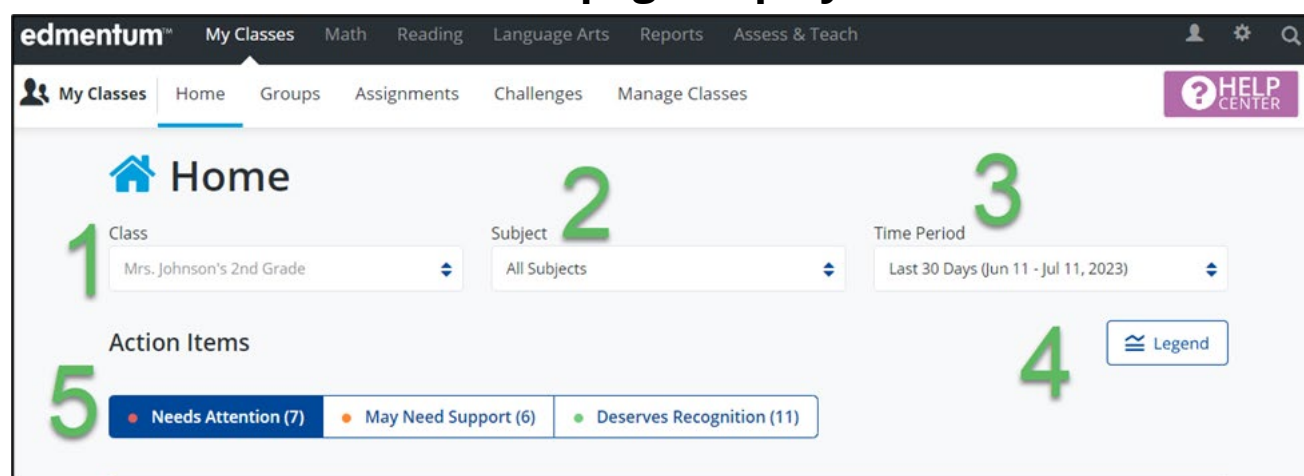 edmentum™ My Classes Math Reading Language Arts Reports Assess & Teach
My Classes Home Groups Assignments Challenges Manage Classes ? HELP CENTER
Home
1 2 3
Class Subject Time Period
Mrs. Johnson's 2nd Grade All Subjects Last 30 Days (Jun 11 - Jul 11, 2023)
Action Items 4 Legend
5 Needs Attention (7) May Need Support (6) Deserves Recognition (11)